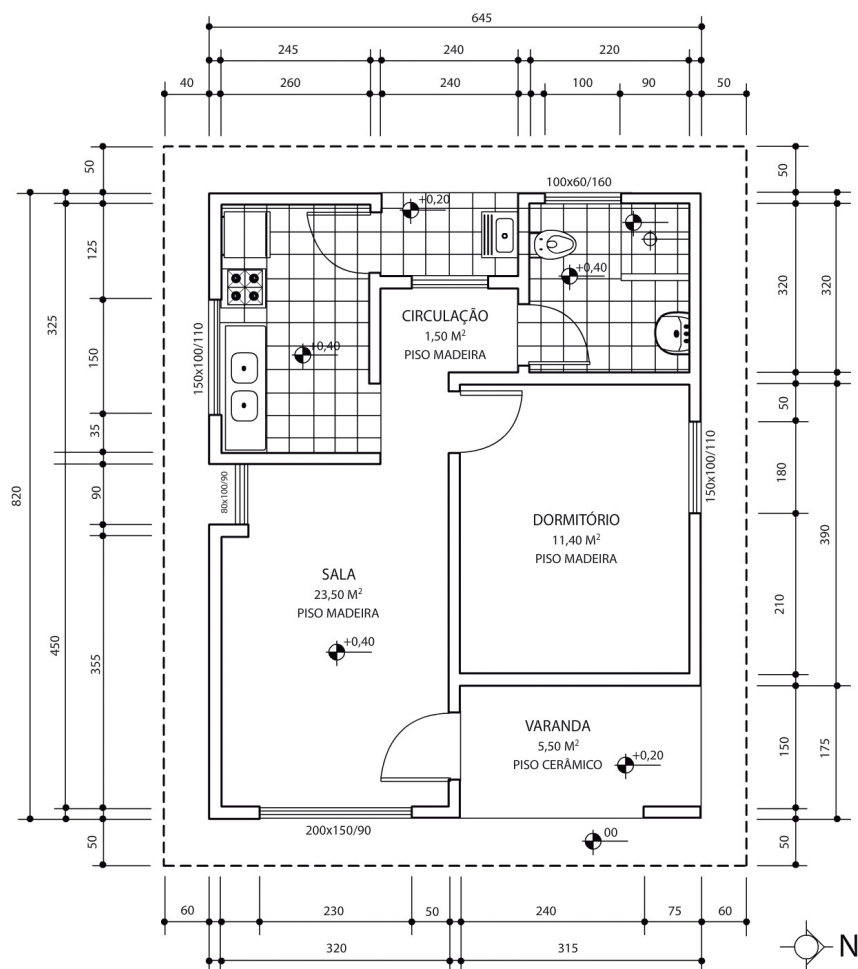 645
245 240 220
40 260 240 100 90 50
50
50
100x60/160
+0,20
125
+0,40
320
320
325
CIRCULAÇÃO
1,50 M²
PISO MADEIRA
150x100/110
+0,40
150
50
35
80x100/90
150x100/110
90
180
820
DORMITÓRIO
11,40 M²
PISO MADEIRA
390
SALA
23,50 M²
PISO MADEIRA
210
+0,40
450
355
VARANDA
5,50 M²
PISO CERÂMICO
+0,20
150
175
200x150/90
00
50
50
60 230 50 240 75 60
320 315
N